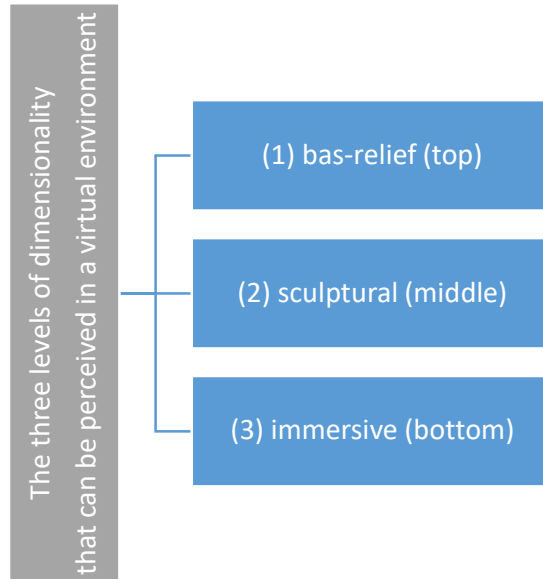 The three levels of dimensionality
that can be perceived in a virtual environment
(1) bas-relief (top)
(2) sculptural (middle)
(3) immersive (bottom)